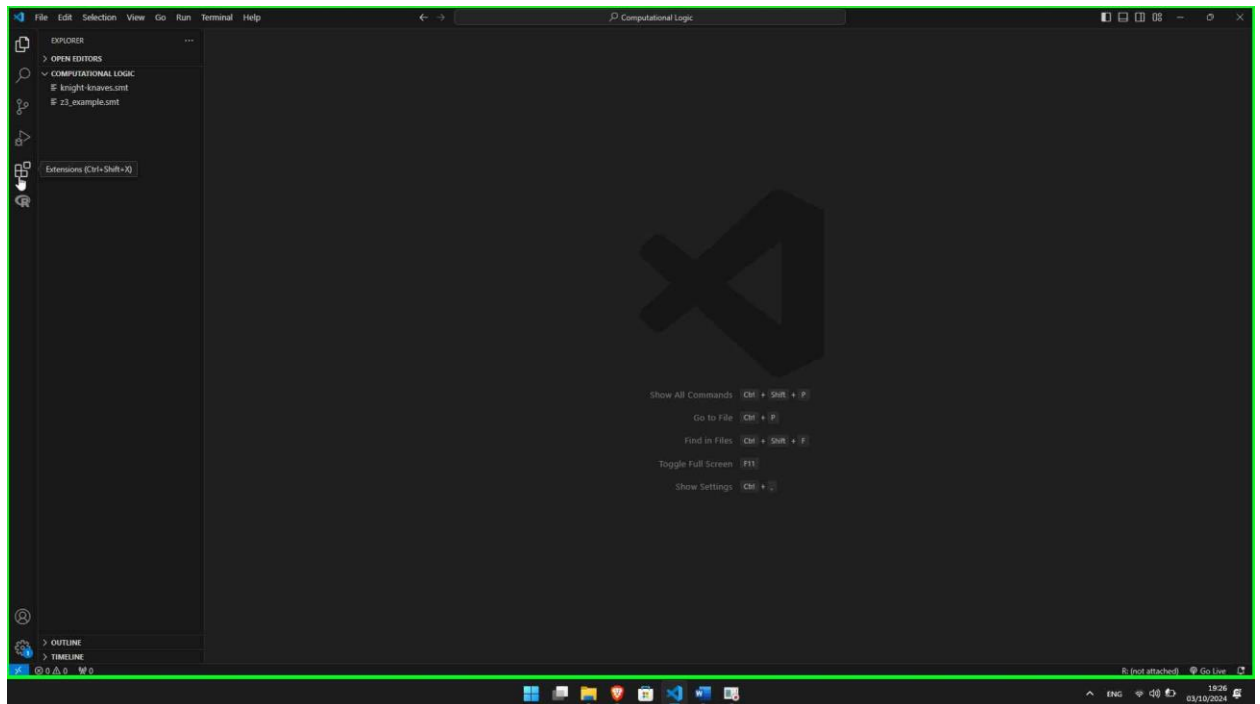 File Edit Selection View Go Run Terminal Help
Computational Logic
EXPLORER
OPEN EDITORS
COMPUTATIONAL LOGIC
knight-knaves.smt
z3_example.smt
Extensions (Ctrl+Shift+X)
Show All Commands Ctrl + Shift + P
Go to File Ctrl + P
Find in Files Ctrl + Shift + F
Toggle Full Screen F11
Show Settings Ctrl + ,
OUTLINE
TIMELINE
0 0 0
R: (not attached) Go Live
ENG
19:26
03/10/2024